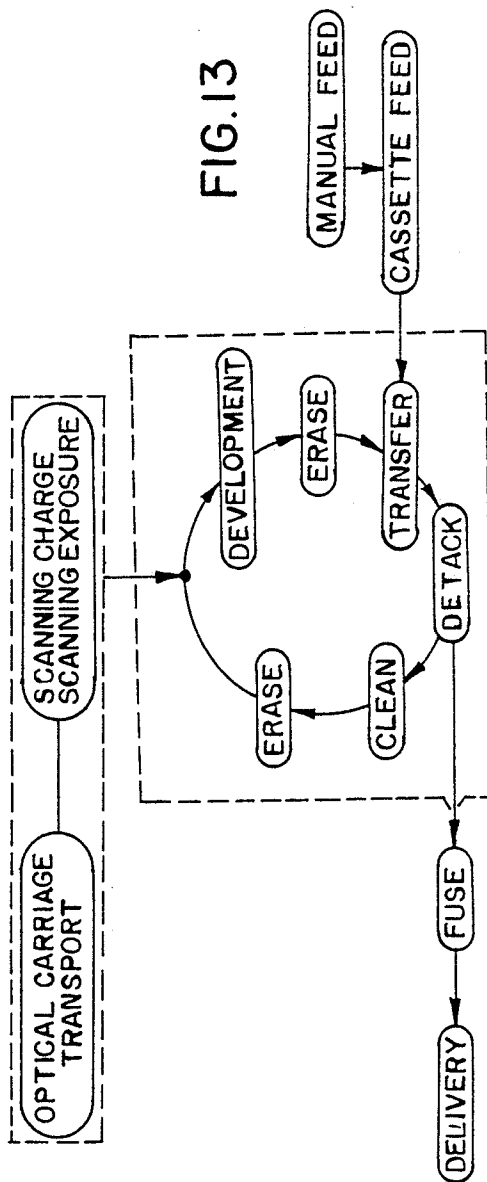 FIG.13
OPTICAL CARRIAGE
TRANSPORT
SCANNING CHARGE
SCANNING EXPOSURE
DEVELOPMENT
ERASE
TRANSFER
DETACK
CLEAN
ERASE
MANUAL FEED
CASSETTE FEED
FUSE
DELIVERY